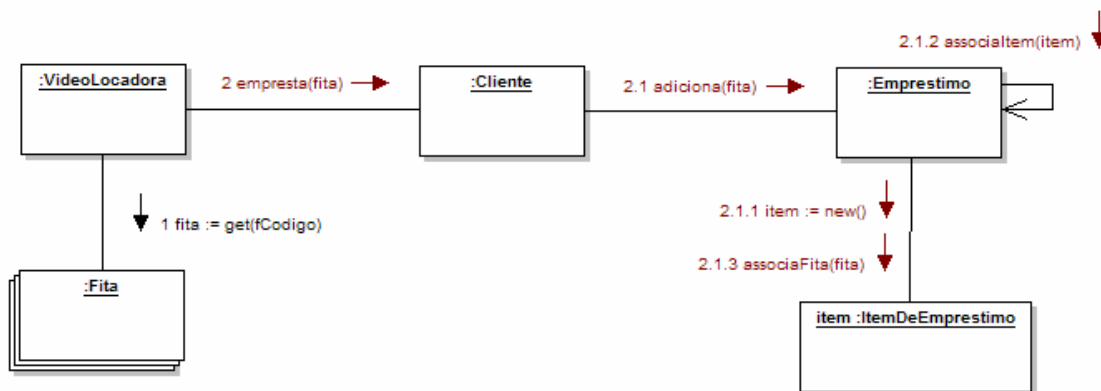 2.1.2 associaItem(item)
:VideoLocadora
2 empresta(fita)
:Cliente
2.1 adiciona(fita)
:Emprestimo
1 fita := get(fCodigo)
2.1.1 item := new()
2.1.3 associaFita(fita)
:Fita
item :ItemDeEmprestimo